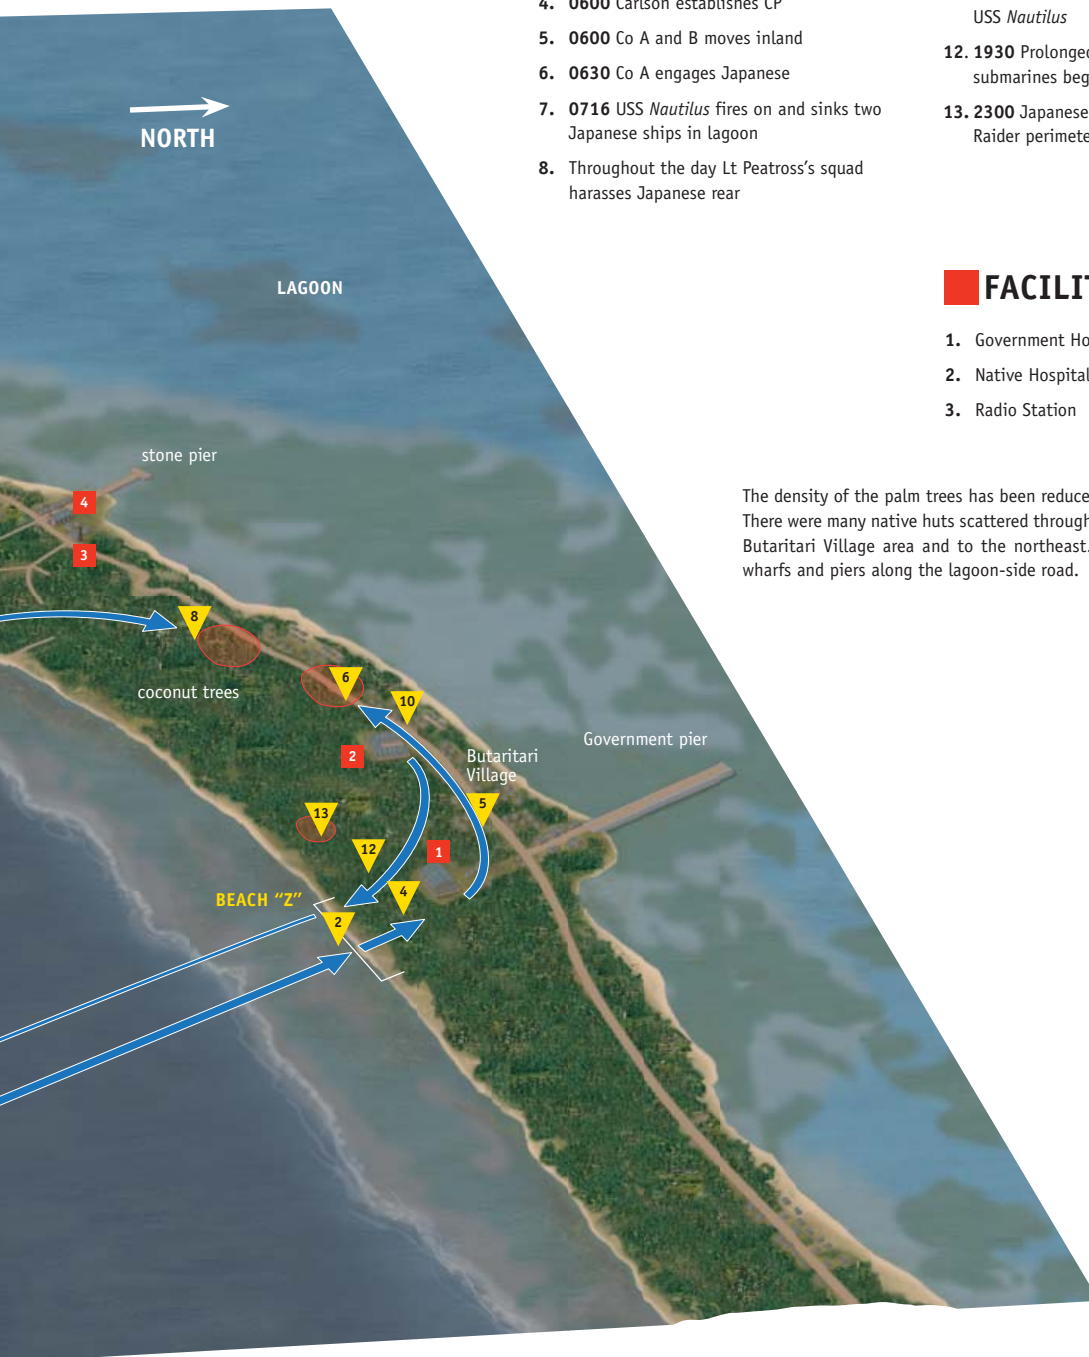 4. 0600 Carlson establishes CP
5. 0600 Co A and B moves inland
6. 0630 Co A engages Japanese
7. 0716 USS Nautilus fires on and sinks two
Japanese ships in lagoon
8. Throughout the day Lt Peatross’s squad
harasses Japanese rear
USS Nautilus
12. 1930 Prolonged
submarines beg
13. 2300 Japanese
Raider perimete
FACILIT
1. Government Ho
2. Native Hospital
3. Radio Station
The density of the palm trees has been reduce
There were many native huts scattered through
Butaritari Village area and to the northeast.
wharfs and piers along the lagoon-side road.
NORTH
LAGOON
stone pier
4
3
8
coconut trees
6
10
2
Butaritari
Village
Government pier
5
13
12
1
4
BEACH “Z”
2